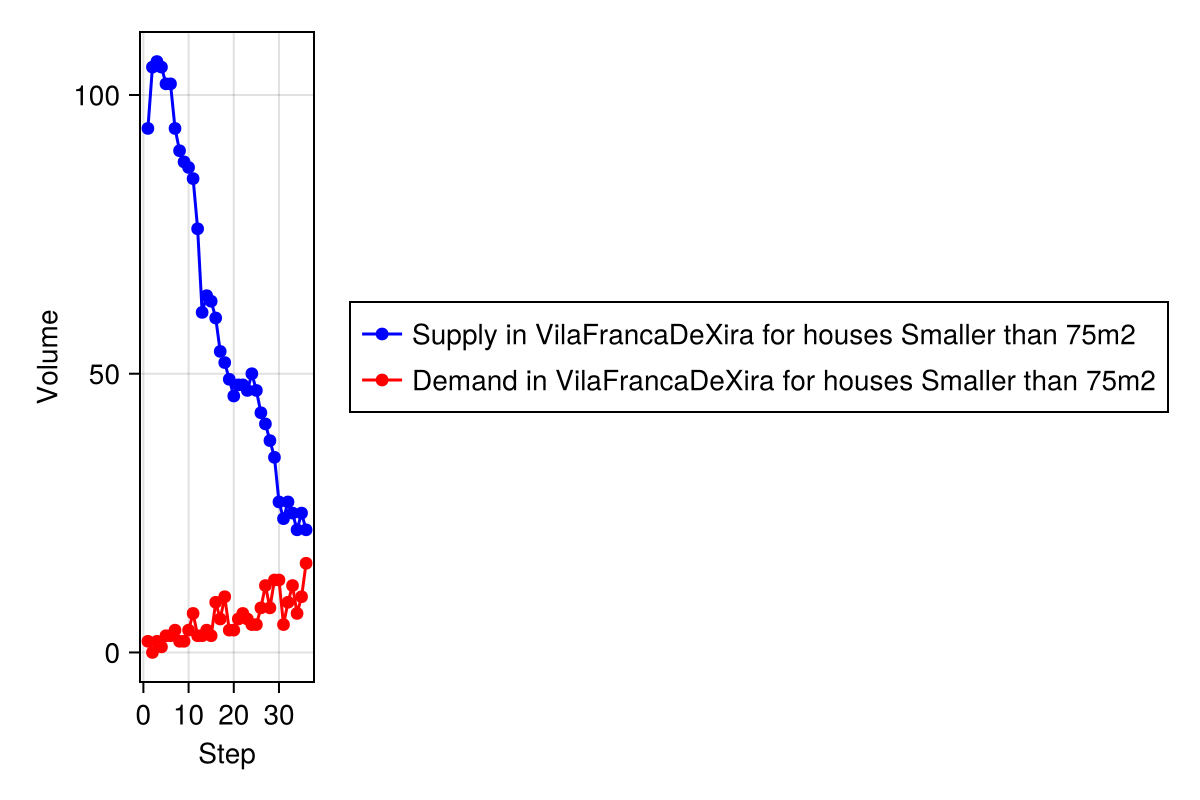 100
50
0
Volume
0 10 20 30
Step
Supply in VilaFrancaDeXira for houses Smaller than 75m2
Demand in VilaFrancaDeXira for houses Smaller than 75m2